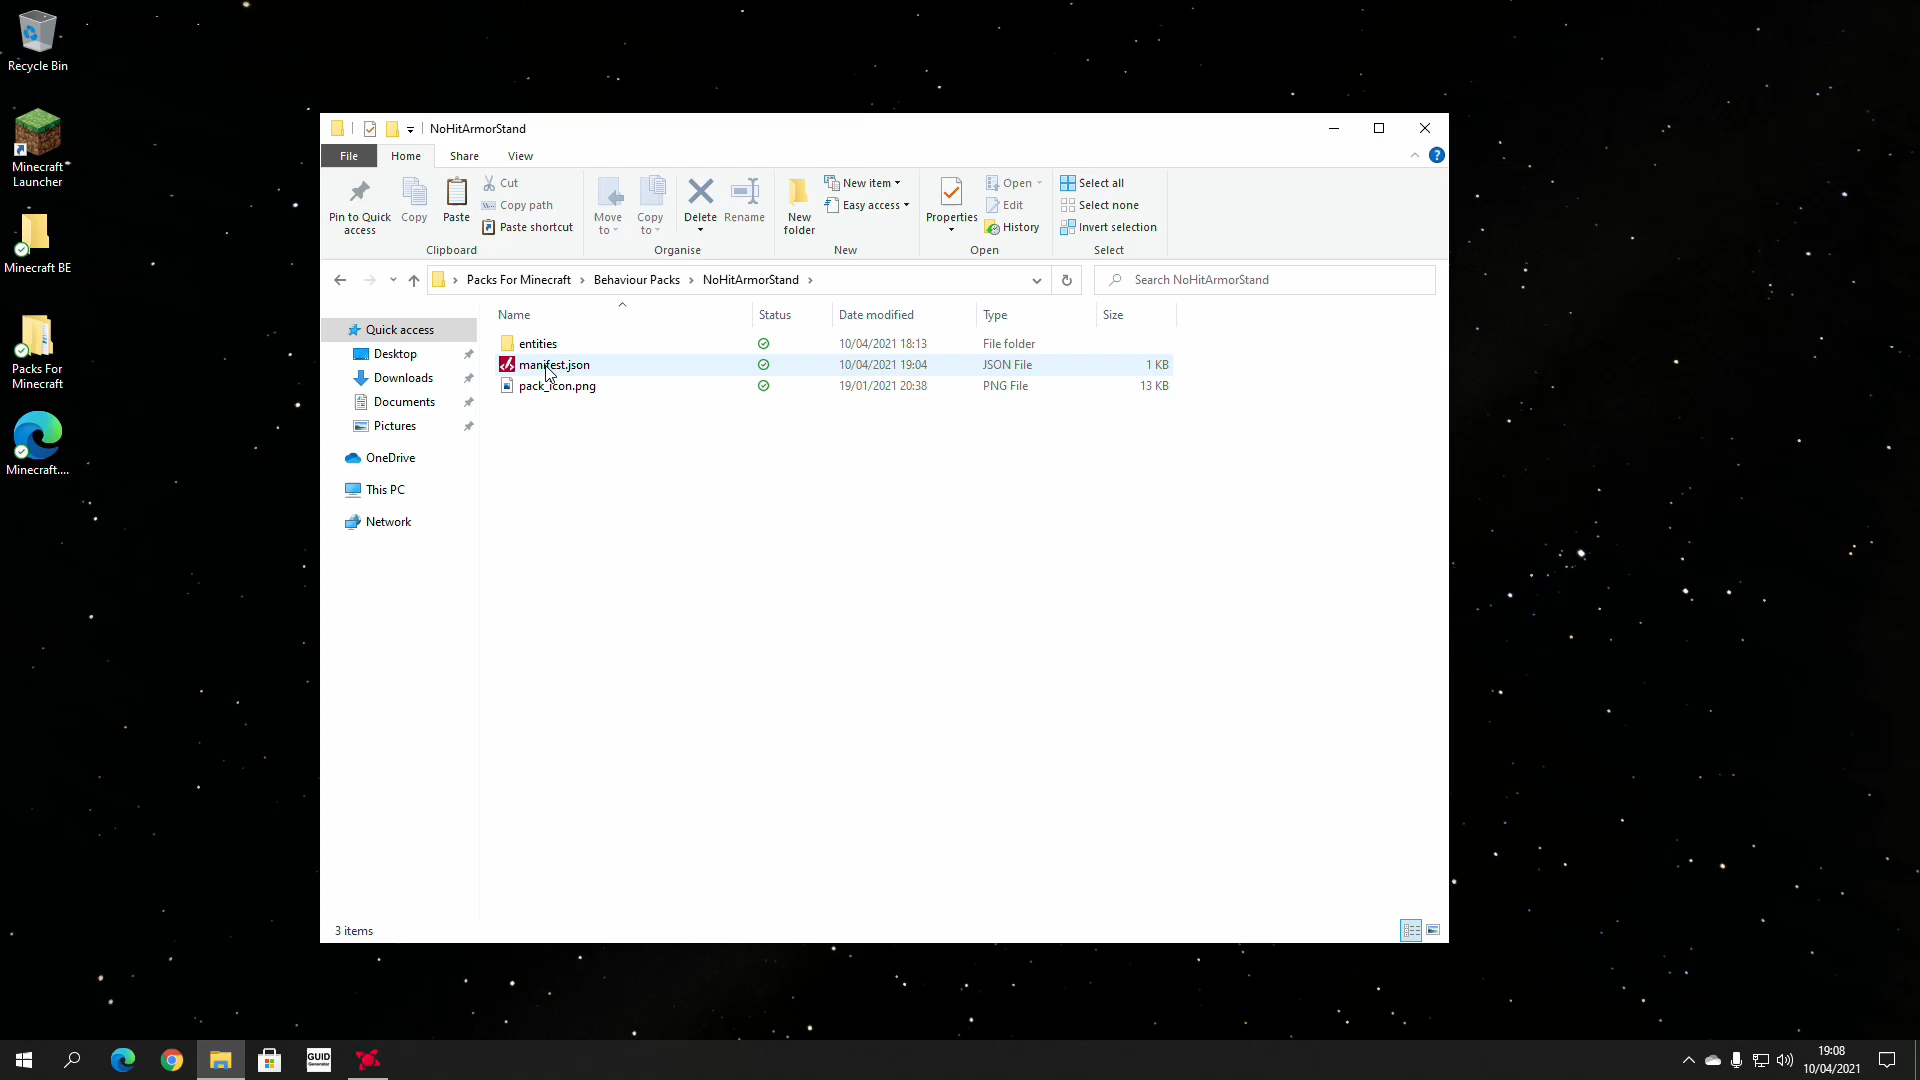 Recycle Bin
Minecraft
Launcher
Minecraft BE
Packs For
Minecraft
Minecraft....
NoHitArmorStand
File
Home
Share
View
Pin to Quick
access
Copy
Paste
Cut
Copy path
Paste shortcut
Clipboard
Move
to
Copy
to
Delete
Rename
Organise
New
folder
New item
Easy access
New
Properties
Open
Edit
History
Open
Select all
Select none
Invert selection
Select
Packs For Minecraft
Behaviour Packs
NoHitArmorStand
Search NoHitArmorStand
Quick access
Desktop
Downloads
Documents
Pictures
OneDrive
This PC
Network
Name Status Date modified Type Size
entities 10/04/2021 18:13 File folder
manifest.json 10/04/2021 19:04 JSON File 1 KB
pack_icon.png 19/01/2021 20:38 PNG File 13 KB
3 items
GUID
Generator
19:08
10/04/2021